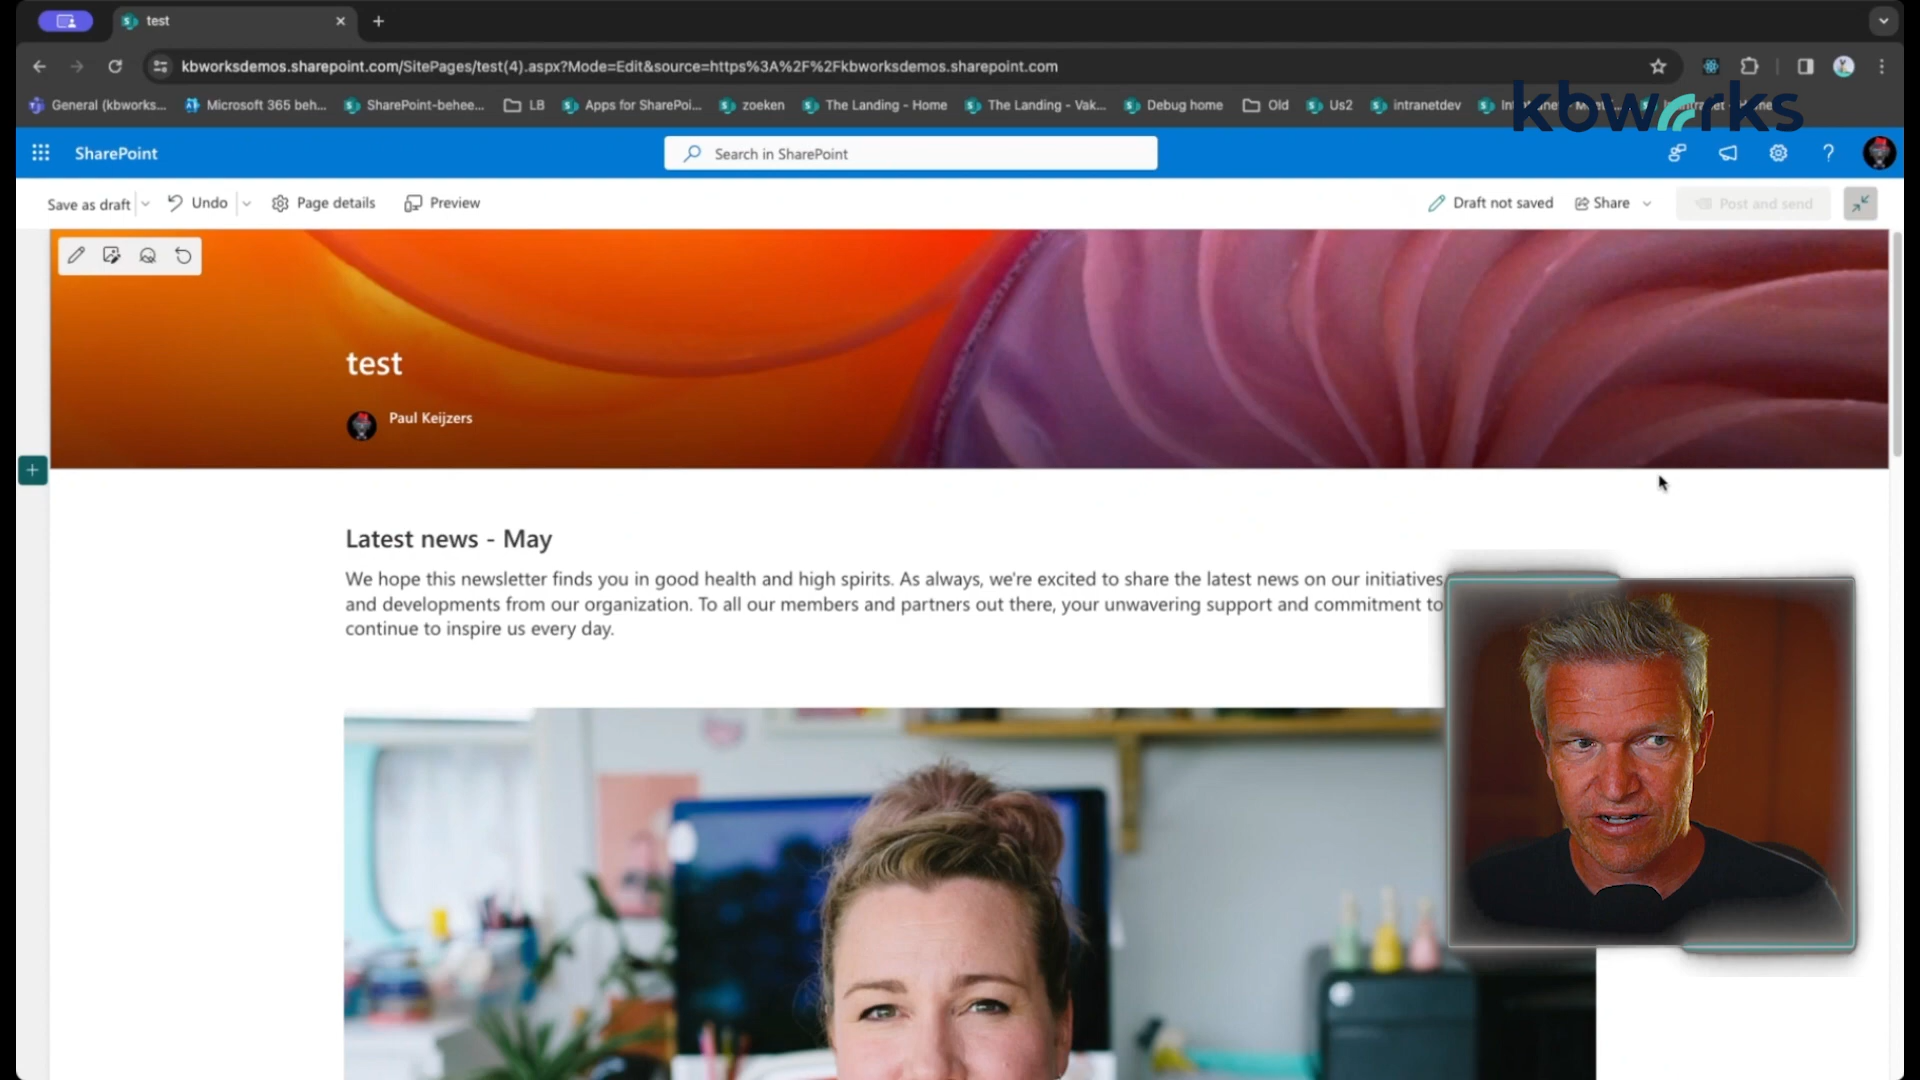 test
kbworksdemos.sharepoint.com/SitePages/test(4).aspx?Mode=Edit&source=https%3A%2F%2Fkbworksdemos.sharepoint.com
General (kbworks... Microsoft 365 beh... SharePoint-behee... LB Apps for SharePoi... zoeken The Landing - Home The Landing - Vak... Debug home Old Us2 intranetdev
kbworks
SharePoint Search in SharePoint ?
Save as draft Undo Page details Preview Draft not saved Share Post and send
test
Paul Keijzers
Latest news - May
We hope this newsletter finds you in good health and high spirits. As always, we're excited to share the latest news on our initiatives,
and developments from our organization. To all our members and partners out there, your unwavering support and commitment to
continue to inspire us every day.